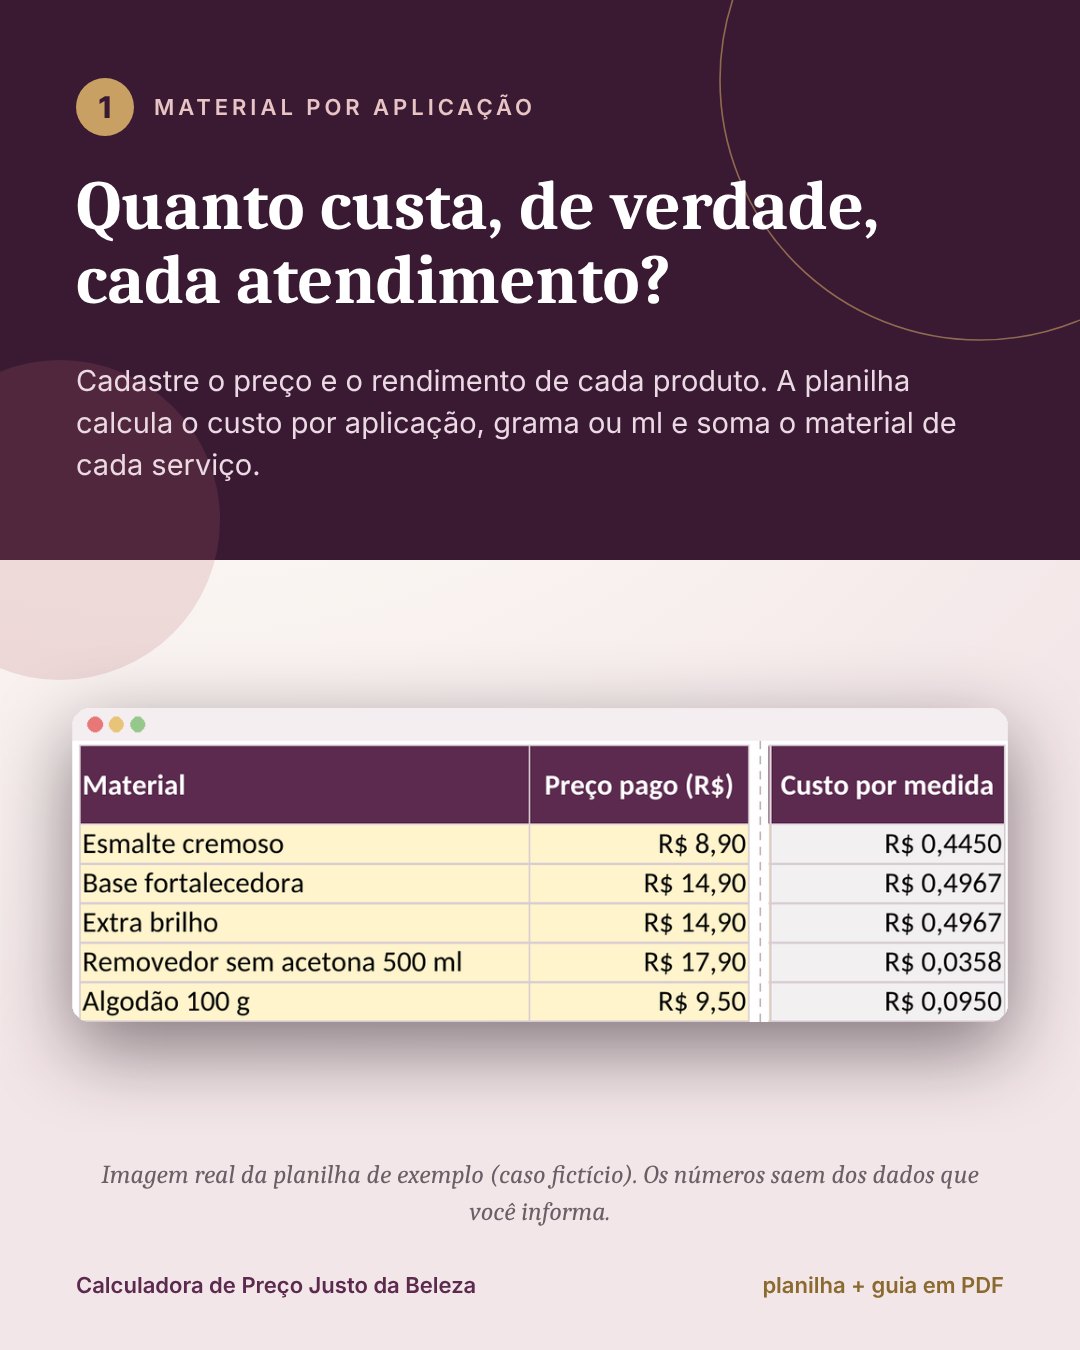 1 MATERIAL POR APLICAÇÃO
Quanto custa, de verdade,
cada atendimento?
Cadastre o preço e o rendimento de cada produto. A planilha
calcula o custo por aplicação, grama ou ml e soma o material de
cada serviço.
Material Preço pago (R$) Custo por medida
Esmalte cremoso R$ 8,90 R$ 0,4450
Base fortalecedora R$ 14,90 R$ 0,4967
Extra brilho R$ 14,90 R$ 0,4967
Removedor sem acetona 500 ml R$ 17,90 R$ 0,0358
Algodão 100 g R$ 9,50 R$ 0,0950
Imagem real da planilha de exemplo (caso fictício). Os números saem dos dados que
você informa.
Calculadora de Preço Justo da Beleza planilha + guia em PDF